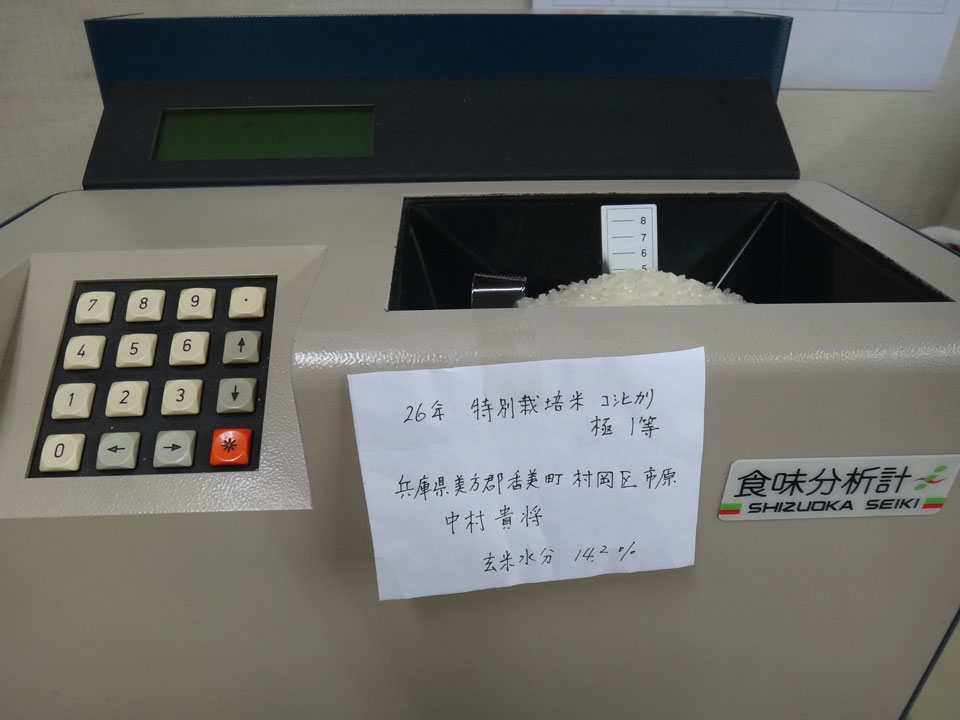 8
7
6
5
7 8 9 .
4 5 6 ↑
1 2 3 ↓
0 ← → *
26年 特別栽培米 コシヒカリ
極 1等
兵庫県美方郡香美町 村岡区市原
中村貴将
玄米水分 14.2%
食味分析計
SHIZUOKA SEIKI